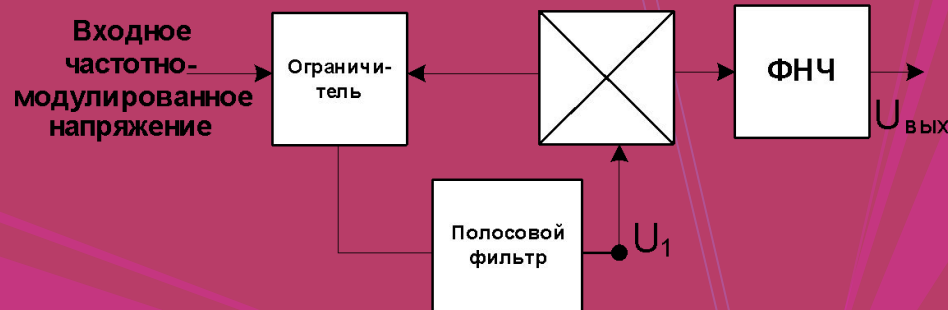 Входное
частотно-
модулированное
напряжение
Ограничи-
тель
ФНЧ
Uвых
Полосовой
фильтр
U1